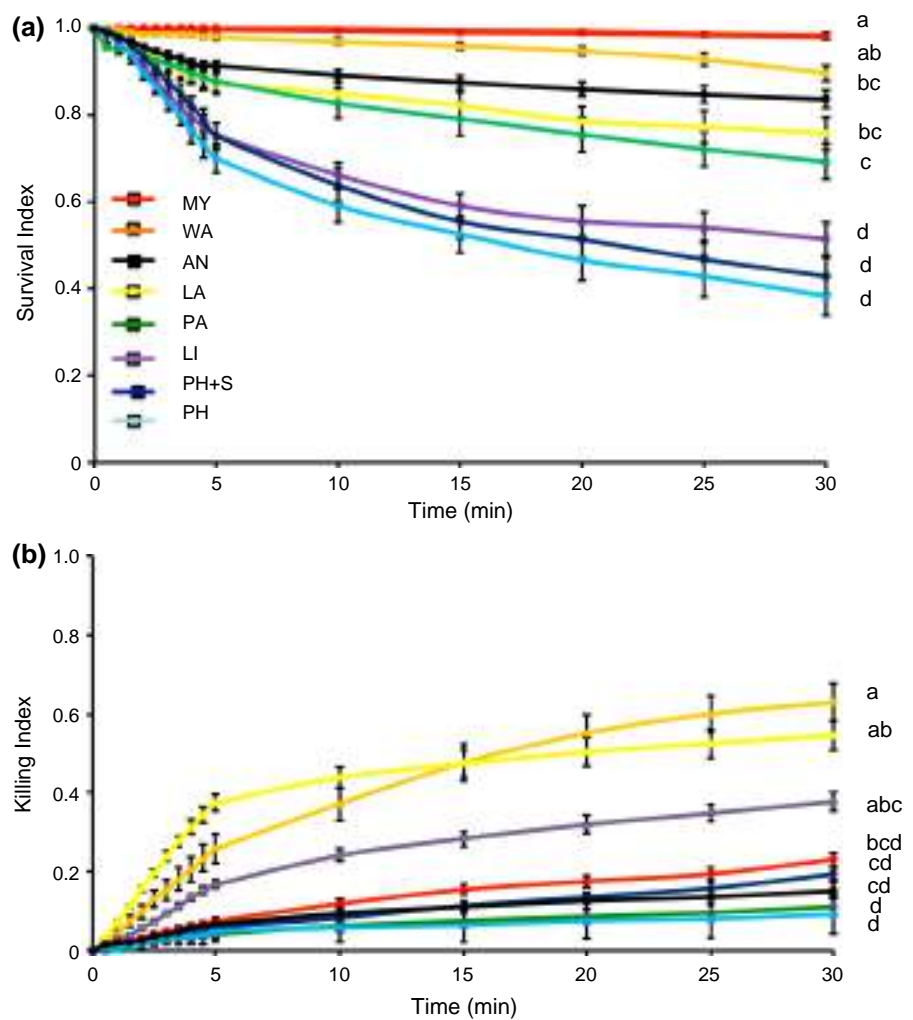 (a)
1.0
0.8
0.6
0.4
0.2
0
Survival Index
MY
WA
AN
LA
PA
LI
PH+S
PH
a
ab
bc
bc
c
d
d
d
0 5 10 15 20 25 30
Time (min)
(b)
1.0
0.8
0.6
0.4
0.2
0
Killing Index
a
ab
abc
bcd
cd
cd
d
d
0 5 10 15 20 25 30
Time (min)